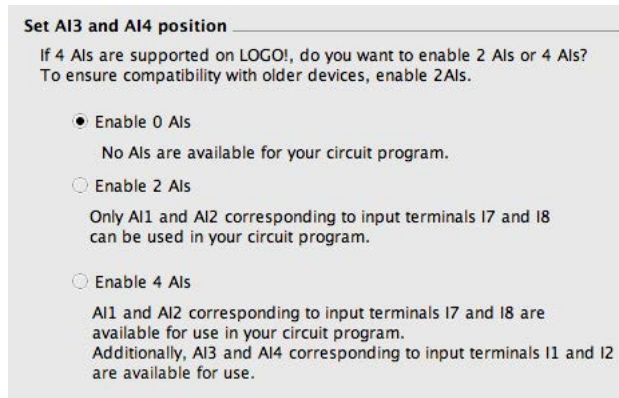 Set AI3 and AI4 position
If 4 AIs are supported on LOGO!, do you want to enable 2 AIs or 4 AIs?
To ensure compatibility with older devices, enable 2AIs.
Enable 0 AIs
No AIs are available for your circuit program.
Enable 2 AIs
Only AI1 and AI2 corresponding to input terminals I7 and I8
can be used in your circuit program.
Enable 4 AIs
AI1 and AI2 corresponding to input terminals I7 and I8 are
available for use in your circuit program.
Additionally, AI3 and AI4 corresponding to input terminals I1 and I2
are available for use.